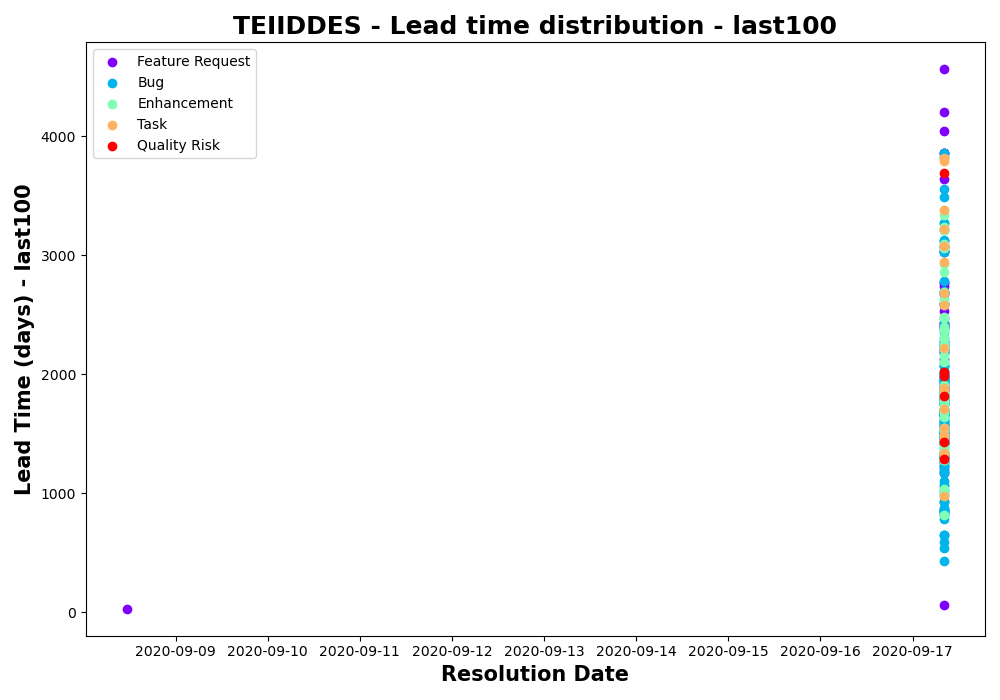 TEIIDDES - Lead time distribution - last100
Feature Request
Bug
Enhancement
Task
Quality Risk
Lead Time (days) - last100
4000
3000
2000
1000
0
2020-09-09 2020-09-10 2020-09-11 2020-09-12 2020-09-13 2020-09-14 2020-09-15 2020-09-16 2020-09-17
Resolution Date